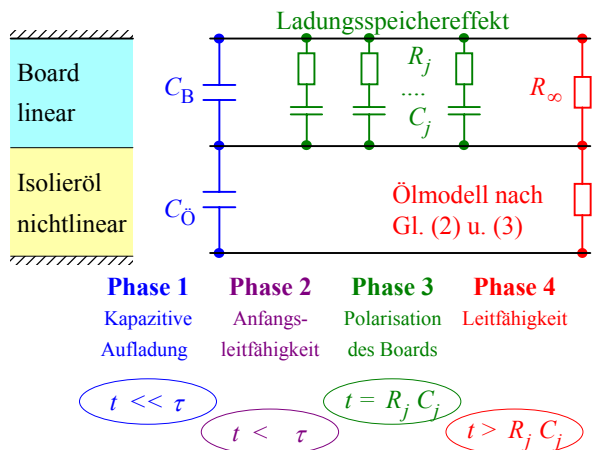 Ladungsspeichereffekt
Board
linear
C_B
R_j
....
C_j
R_∞
Isolieröl
nichtlinear
C_Ö
Ölmodell nach
Gl. (2) u. (3)
Phase 1
Kapazitive
Aufladung
Phase 2
Anfangs-
leitfähigkeit
Phase 3
Polarisation
des Boards
Phase 4
Leitfähigkeit
t << τ
t < τ
t = R_j C_j
t > R_j C_j